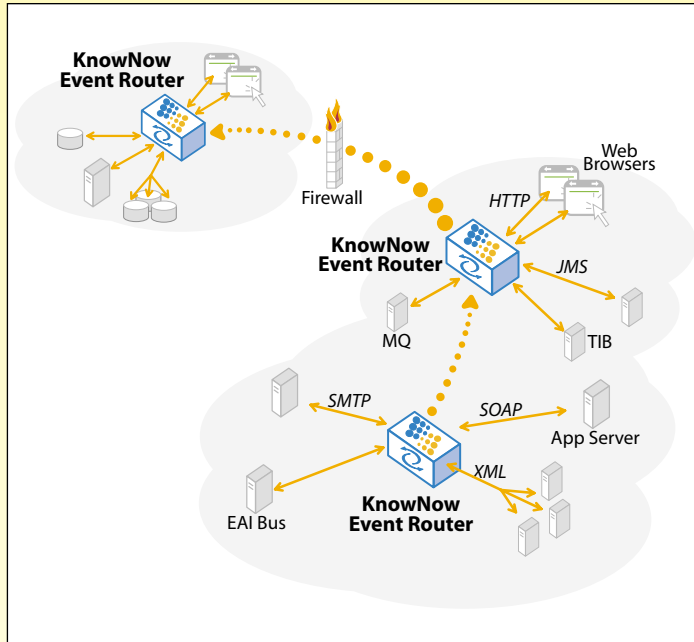 KnowNow
Event Router
Firewall
Web
Browsers
HTTP
KnowNow
Event Router
JMS
MQ
TIB
SMTP
SOAP
App Server
XML
EAI Bus
KnowNow
Event Router